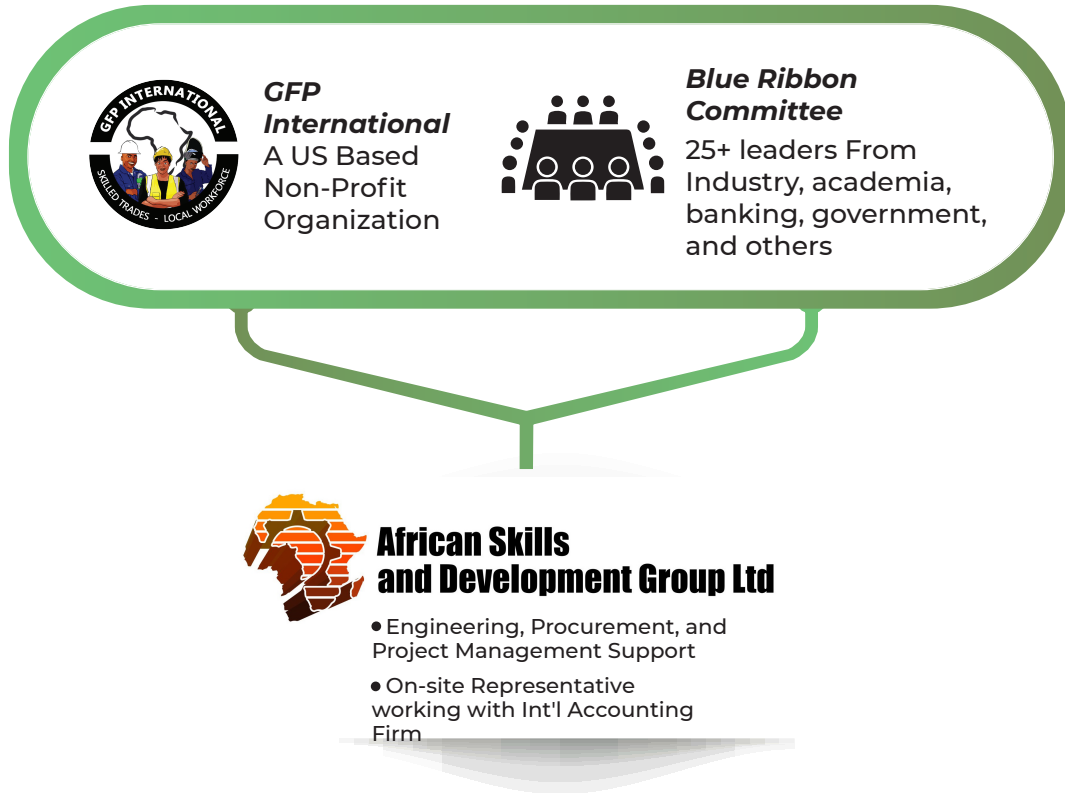 GFP INTERNATIONAL
SKILLED TRADES - LOCAL WORKFORCE
GFP
International
A US Based
Non-Profit
Organization
Blue Ribbon
Committee
25+ leaders From
Industry, academia,
banking, government,
and others
African Skills
and Development Group Ltd
• Engineering, Procurement, and
Project Management Support
• On-site Representative
working with Int'l Accounting
Firm